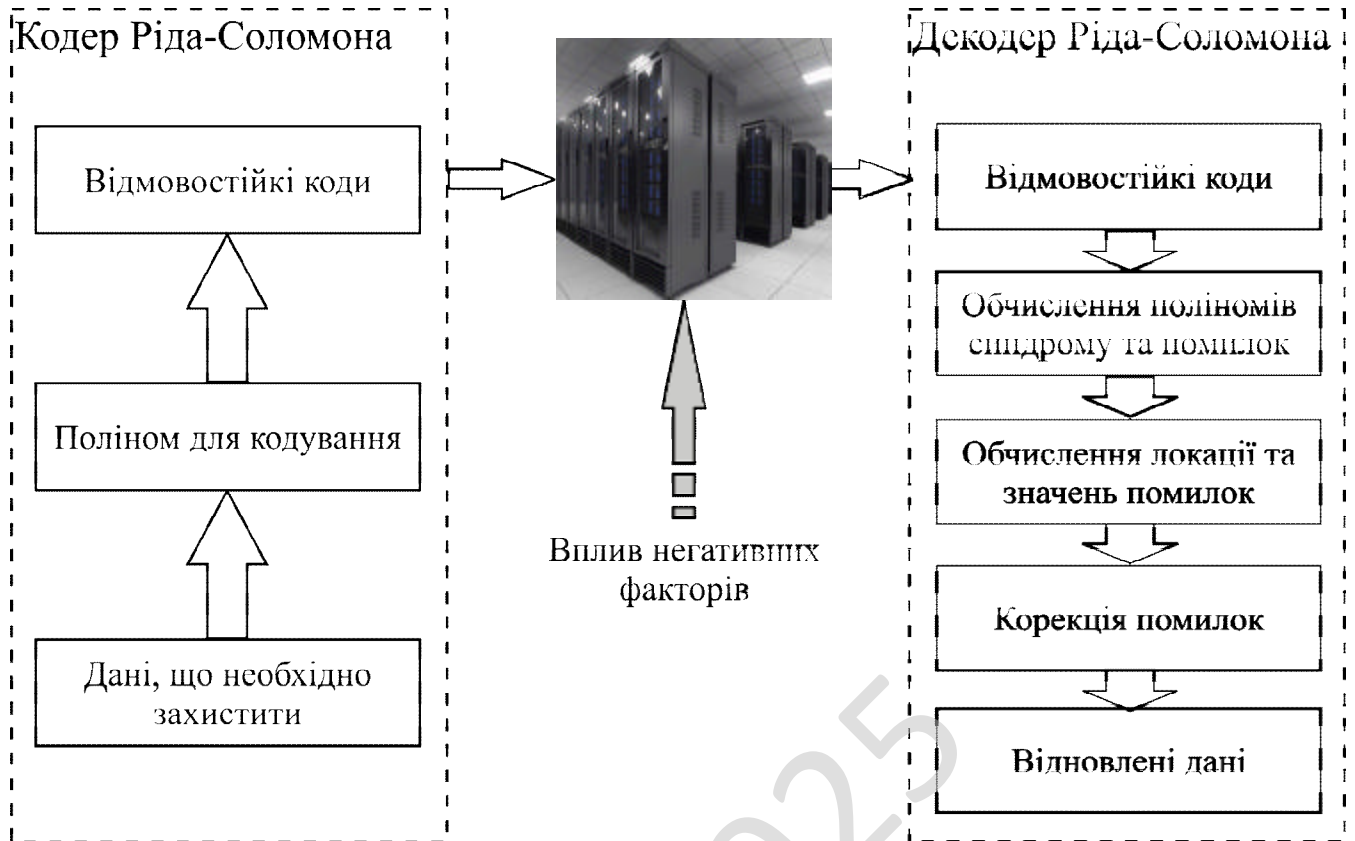 Кодер Ріда-Соломона
Відмовостійкі коди
Поліном для кодування
Дані, що необхідно
захистити
Вплив негативних
факторів
Декодер Ріда-Соломона
Відмовостійкі коди
Обчислення поліномів
синдрому та помилок
Обчислення локації та
значень помилок
Корекція помилок
Відновлені дані